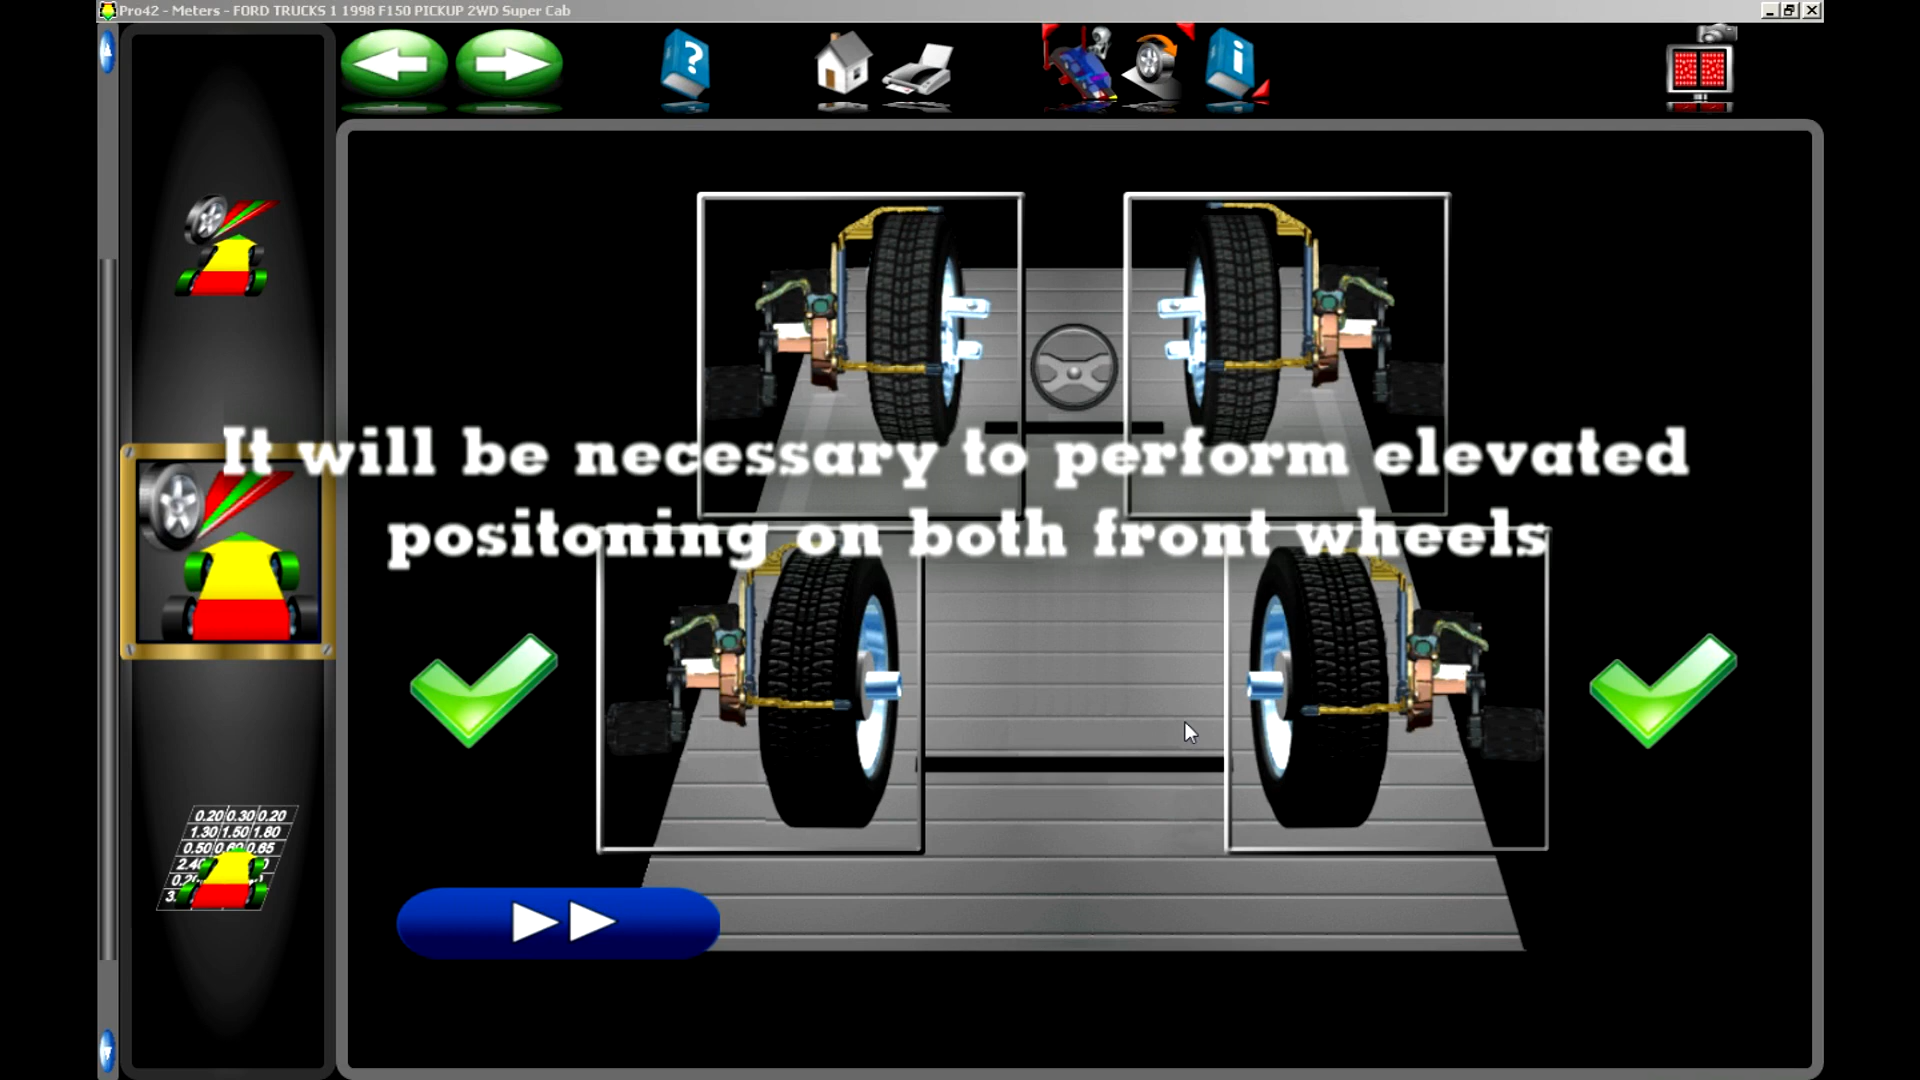 Pro42 - Meters - FORD TRUCKS 1 1998 F150 PICKUP 2WD Super Cab
It will be necessary to perform elevated
positoning on both front wheels
0.20 0.30 0.20
1.30 1.50 1.80
0.50 0.60 0.65